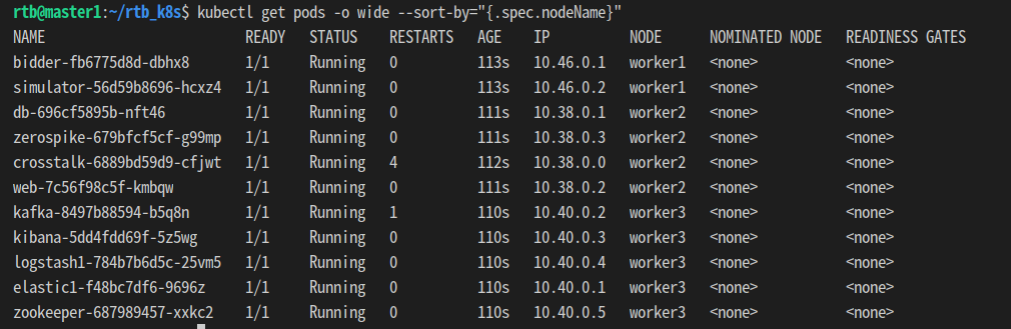 rtb@master1:~/rtb_k8s$ kubectl get pods -o wide --sort-by="{.spec.nodeName}"
NAME READY STATUS RESTARTS AGE IP NODE NOMINATED NODE READINESS GATES
bidder-fb6775d8d-dbhx8 1/1 Running 0 113s 10.46.0.1 worker1 <none> <none>
simulator-56d59b8696-hcxz4 1/1 Running 0 113s 10.46.0.2 worker1 <none> <none>
db-696cf5895b-nft46 1/1 Running 0 111s 10.38.0.1 worker2 <none> <none>
zerospike-679bfcf5cf-g99mp 1/1 Running 0 111s 10.38.0.3 worker2 <none> <none>
crosstalk-6889bd59d9-cfjwt 1/1 Running 4 112s 10.38.0.0 worker2 <none> <none>
web-7c56f98c5f-kmbqw 1/1 Running 0 111s 10.38.0.2 worker2 <none> <none>
kafka-8497b88594-b5q8n 1/1 Running 1 110s 10.40.0.2 worker3 <none> <none>
kibana-5dd4fdd69f-5z5wg 1/1 Running 0 110s 10.40.0.3 worker3 <none> <none>
logstash1-784b7b6d5c-25vm5 1/1 Running 0 110s 10.40.0.4 worker3 <none> <none>
elastic1-f48bc7df6-9696z 1/1 Running 0 110s 10.40.0.1 worker3 <none> <none>
zookeeper-687989457-xxkc2 1/1 Running 0 110s 10.40.0.5 worker3 <none> <none>